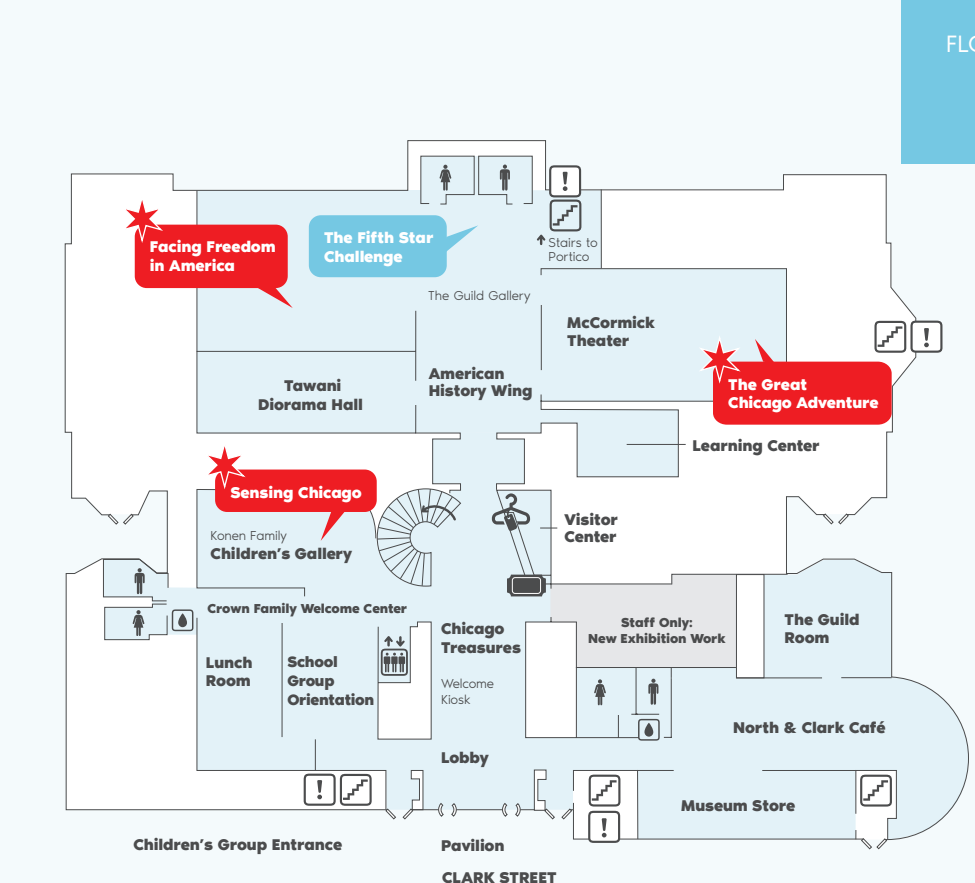 FLO
Facing Freedom
in America
The Fifth Star
Challenge
Stairs to
Portico
The Guild Gallery
McCormick
Theater
The Great
Chicago Adventure
Tawani
Diorama Hall
American
History Wing
Learning Center
Sensing Chicago
Konen Family
Children's Gallery
Visitor
Center
Crown Family Welcome Center
Chicago
Treasures
Staff Only:
New Exhibition Work
The Guild
Room
Lunch
Room
School
Group
Orientation
Welcome
Kiosk
North & Clark Café
Lobby
Museum Store
Children's Group Entrance
Pavilion
CLARK STREET